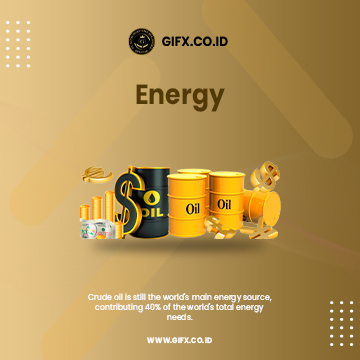 GIFX.CO.ID
Energy
OIL
Oil
Oil
Crude oil is still the world's main energy source,
contributing 40% of the world's total energy
needs.
WWW.GIFX.CO.ID